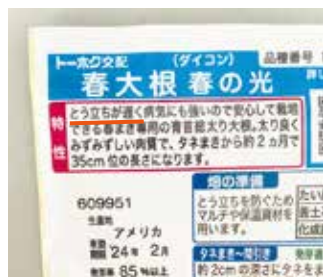 トーホク交配 (ダイコン) 品種番号
春大根 春の光
特性
とう立ちが遅く病気にも強いので安心して栽培
できる春まき専用の青首総太り大根。太り良く
みずみずしい肉質で、タネまきから約2ヵ月で
35cm位の長さになります。
畑の準備
609951
生産地
アメリカ
'24年 2月
85%以上
とう立ちを防ぐため
マルチや保温資材を
用います。
たい
化成
タネまき~間引き
約2cmの深さにタネを